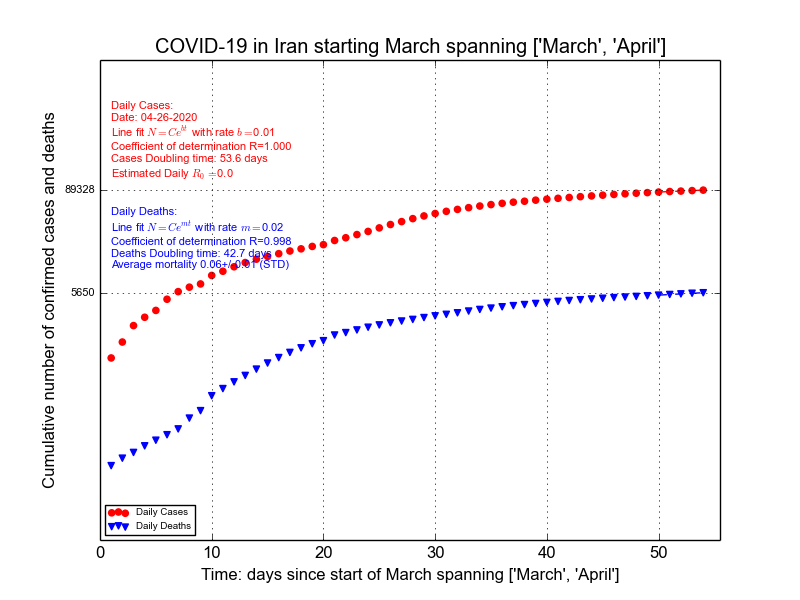 COVID-19 in Iran starting March spanning ['March', 'April']
Daily Cases:
Date: 04-26-2020
Line fit N = Ce^{bt} with rate b =0.01
Coefficient of determination R=1.000
Cases Doubling time: 53.6 days
Estimated Daily R_0 =0.0
89328
Daily Deaths:
Line fit N = Ce^{mt} with rate m =0.02
Coefficient of determination R=0.998
Deaths Doubling time: 42.7 days
Average mortality 0.06+/-0.01 (STD)
5650
Cumulative number of confirmed cases and deaths
Daily Cases
Daily Deaths
0 10 20 30 40 50
Time: days since start of March spanning ['March', 'April']